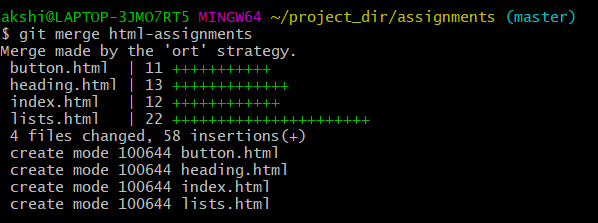 akshi@LAPTOP-3JMO7RT5 MINGW64 ~/project_dir/assignments (master)
$ git merge html-assignments
Merge made by the 'ort' strategy.
 button.html  | 11 +++++++++++
 heading.html | 13 +++++++++++++
 index.html   | 12 ++++++++++++
 lists.html   | 22 ++++++++++++++++++++++
 4 files changed, 58 insertions(+)
 create mode 100644 button.html
 create mode 100644 heading.html
 create mode 100644 index.html
 create mode 100644 lists.html